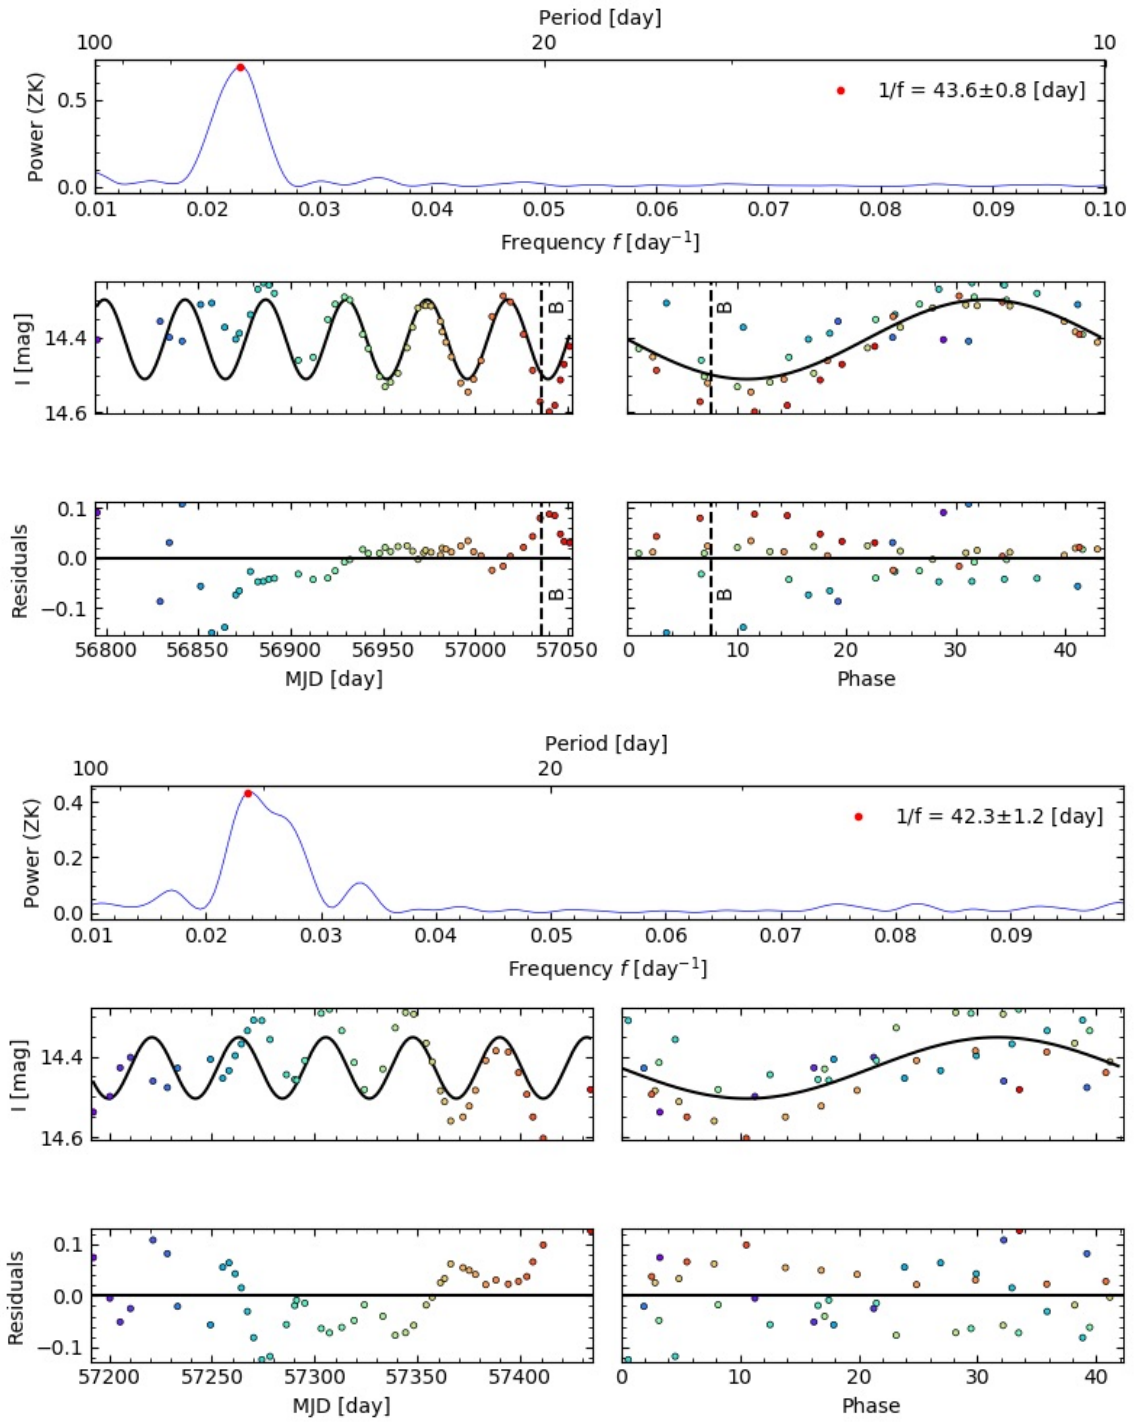 Period [day]
100 20 10
Power (ZK)
0.5
0.0
1/f = 43.6±0.8 [day]
0.01 0.02 0.03 0.04 0.05 0.06 0.07 0.08 0.09 0.10
Frequency f [day⁻¹]
I [mag]
14.4
14.6
B
B
Residuals
0.1
0.0
−0.1
B
B
56800 56850 56900 56950 57000 57050
0 10 20 30 40
MJD [day]
Phase
Period [day]
100 20
Power (ZK)
0.4
0.2
0.0
1/f = 42.3±1.2 [day]
0.01 0.02 0.03 0.04 0.05 0.06 0.07 0.08 0.09
Frequency f [day⁻¹]
I [mag]
14.4
14.6
Residuals
0.1
0.0
−0.1
57200 57250 57300 57350 57400
0 10 20 30 40
MJD [day]
Phase